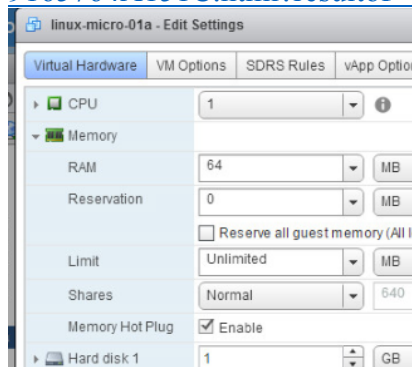 linux-micro-01a - Edit Settings
Virtual Hardware VM Options SDRS Rules vApp Optio
CPU 1
Memory
RAM 64 MB
Reservation 0 MB
Reserve all guest memory (All l
Limit Unlimited MB
Shares Normal 640
Memory Hot Plug Enable
Hard disk 1 1 GB